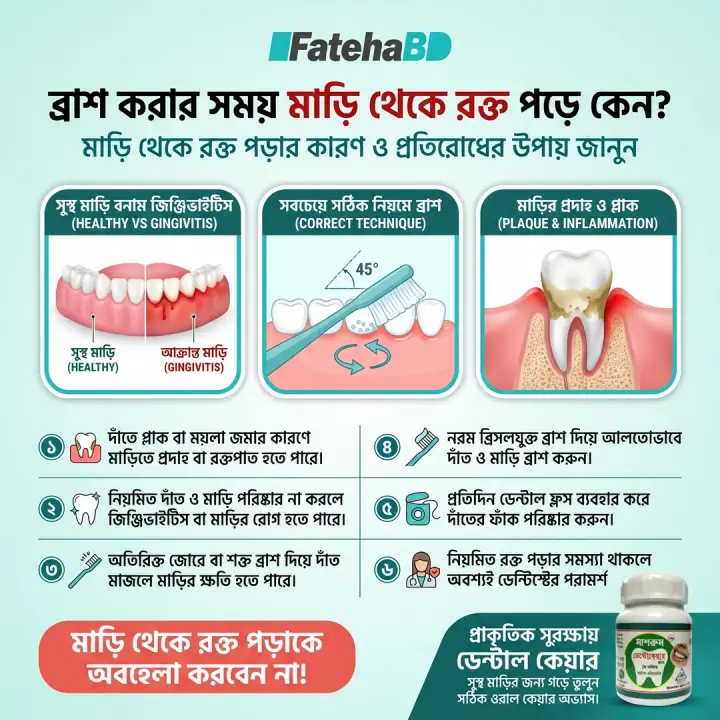 FatehaBD
ব্রাশ করার সময় মাড়ি থেকে রক্ত পড়ে কেন?
মাড়ি থেকে রক্ত পড়ার কারণ ও প্রতিরোধের উপায় জানুন
সুস্থ মাড়ি বনাম জিঞ্জিভাইটিস
(HEALTHY VS GINGIVITIS)
সুস্থ মাড়ি
(HEALTHY)
আক্রান্ত মাড়ি
(GINGIVITIS)
সবচেয়ে সঠিক নিয়মে ব্রাশ
(CORRECT TECHNIQUE)
45°
মাড়ির প্রদাহ ও প্লাক
(PLAQUE & INFLAMMATION)
১ দাঁতে প্লাক বা ময়লা জমার কারণে
মাড়িতে প্রদাহ বা রক্তপাত হতে পারে।
২ নিয়মিত দাঁত ও মাড়ি পরিষ্কার না করলে
জিঞ্জিভাইটিস বা মাড়ির রোগ হতে পারে।
৩ অতিরিক্ত জোরে বা শক্ত ব্রাশ দিয়ে দাঁত
মাজলে মাড়ির ক্ষতি হতে পারে।
৪ নরম ব্রিসলযুক্ত ব্রাশ দিয়ে আলতোভাবে
দাঁত ও মাড়ি ব্রাশ করুন।
৫ প্রতিদিন ডেন্টাল ফ্লস ব্যবহার করে
দাঁতের ফাঁক পরিষ্কার করুন।
৬ নিয়মিত রক্ত পড়ার সমস্যা থাকলে
অবশ্যই ডেন্টিস্টের পরামর্শ
মাড়ি থেকে রক্ত পড়াকে
অবহেলা করবেন না!
প্রাকৃতিক সুরক্ষায়
ডেন্টাল কেয়ার
সুস্থ মাড়ির জন্য গড়ে তুলুন
সঠিক ওরাল কেয়ার অভ্যাস।
মাশরুম
ডেন্টোকেয়ার